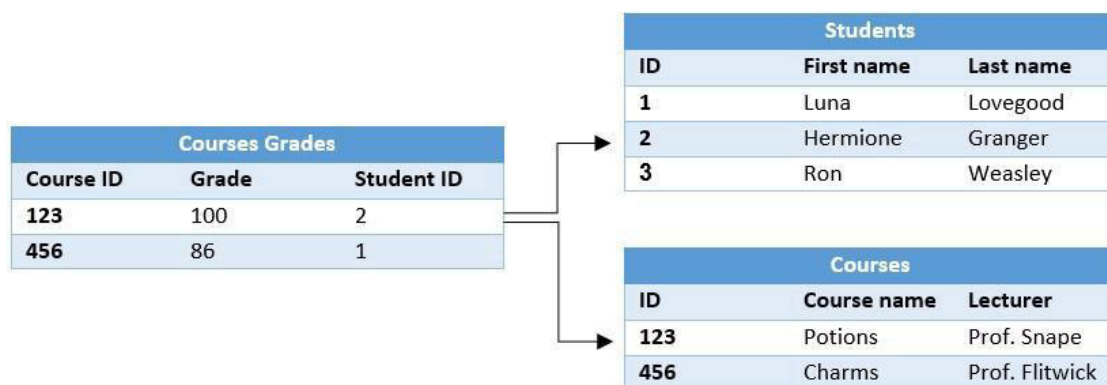 Courses Grades
Course ID Grade Student ID
123 100 2
456 86 1
Students
ID First name Last name
1 Luna Lovegood
2 Hermione Granger
3 Ron Weasley
Courses
ID Course name Lecturer
123 Potions Prof. Snape
456 Charms Prof. Flitwick